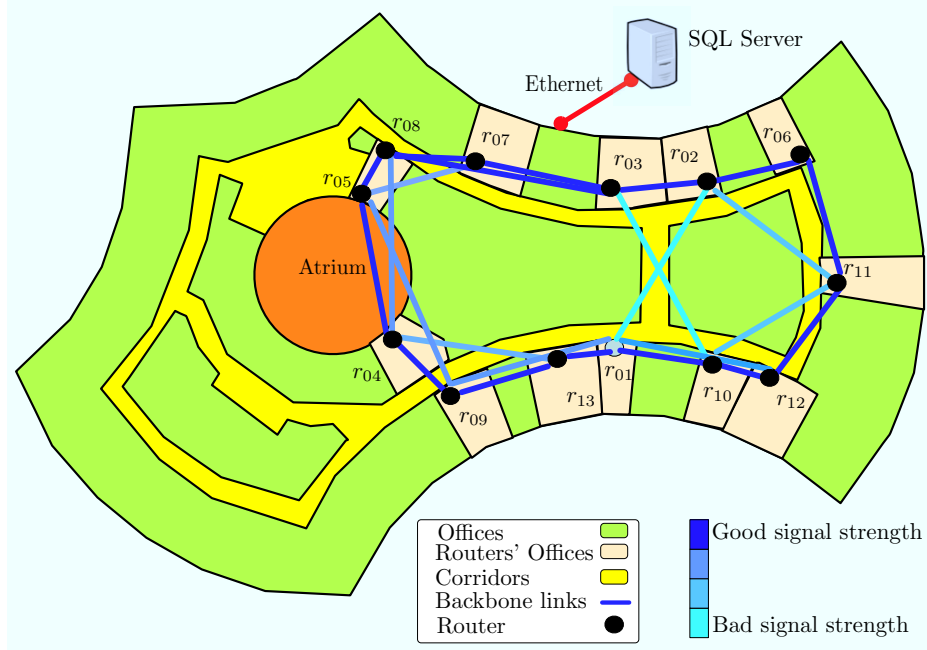 SQL Server
Ethernet
r08
r07
r03
r02
r06
r05
Atrium
r11
r04
r01
r13
r10
r12
r09
Offices
Routers' Offices
Corridors
Backbone links
Router
Good signal strength
Bad signal strength